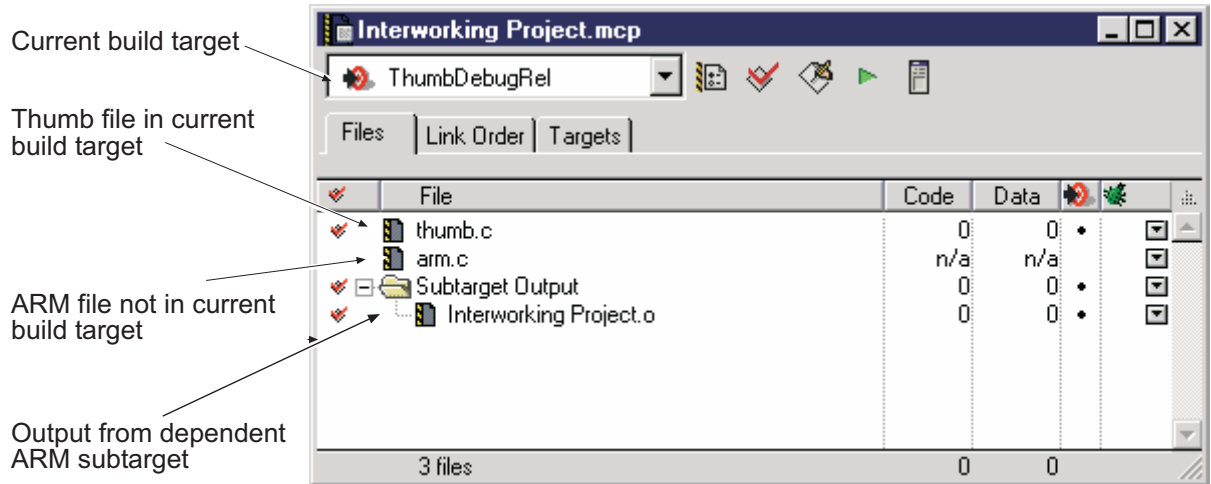 Current build target
Thumb file in current
build target
ARM file not in current
build target
Output from dependent
ARM subtarget
Interworking Project.mcp
ThumbDebugRel
Files Link Order Targets
File Code Data
thumb.c 0 0 •
arm.c n/a n/a
Subtarget Output 0 0 •
Interworking Project.o 0 0 •
3 files 0 0